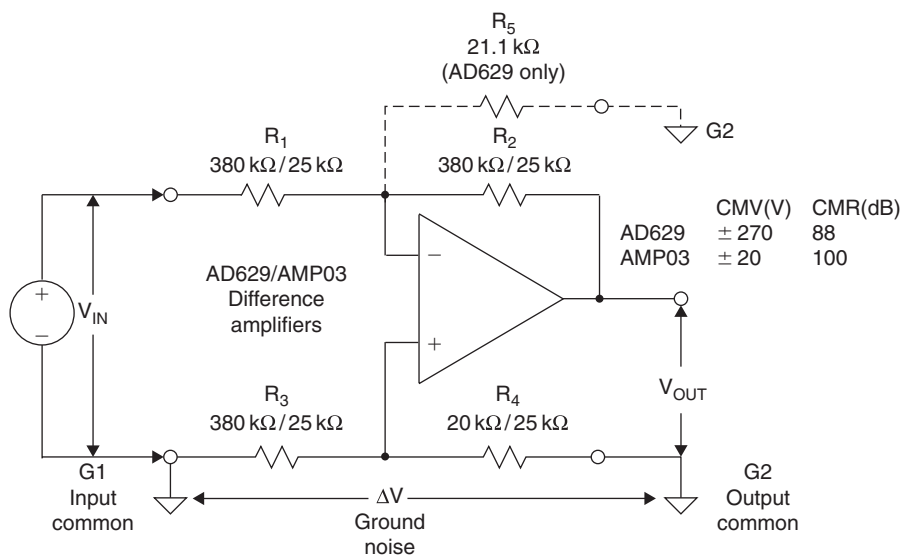 R5
21.1 kΩ
(AD629 only)
G2
R1
380 kΩ/25 kΩ
R2
380 kΩ/25 kΩ
CMV(V) CMR(dB)
AD629 ± 270 88
AMP03 ± 20 100
AD629/AMP03
Difference
amplifiers
−
+
+
−
VIN
VOUT
R3
380 kΩ/25 kΩ
R4
20 kΩ/25 kΩ
G1
Input
common
ΔV
Ground
noise
G2
Output
common